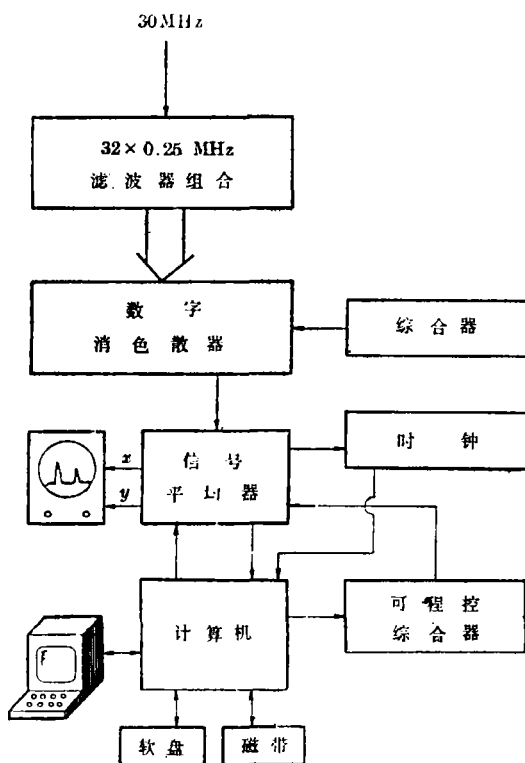 30MHz
32×0.25 MHz
滤波器组合
数字
消色散器
综合器
x
y
信号
平均器
时钟
计算机
可程控
综合器
软盘
磁带